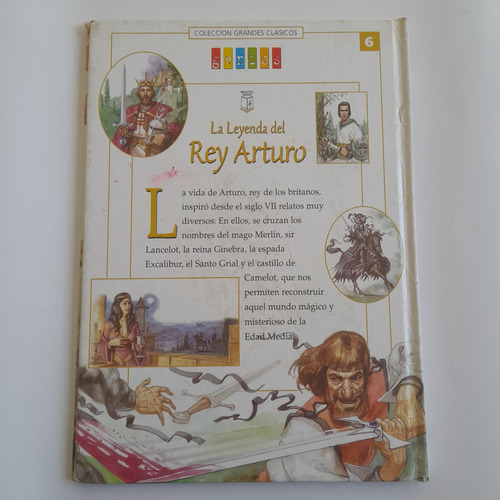 COLECCION GRANDES CLASICOS
6
Genios
La Leyenda del
Rey Arturo
La vida de Arturo, rey de los britanos,
inspiró desde el siglo VII relatos muy
diversos. En ellos, se cruzan los
nombres del mago Merlín, sir
Lancelot, la reina Ginebra, la espada
Excalibur, el Santo Grial y el castillo de
Camelot, que nos
permiten reconstruir
aquel mundo mágico y
misterioso de la
Edad Media.